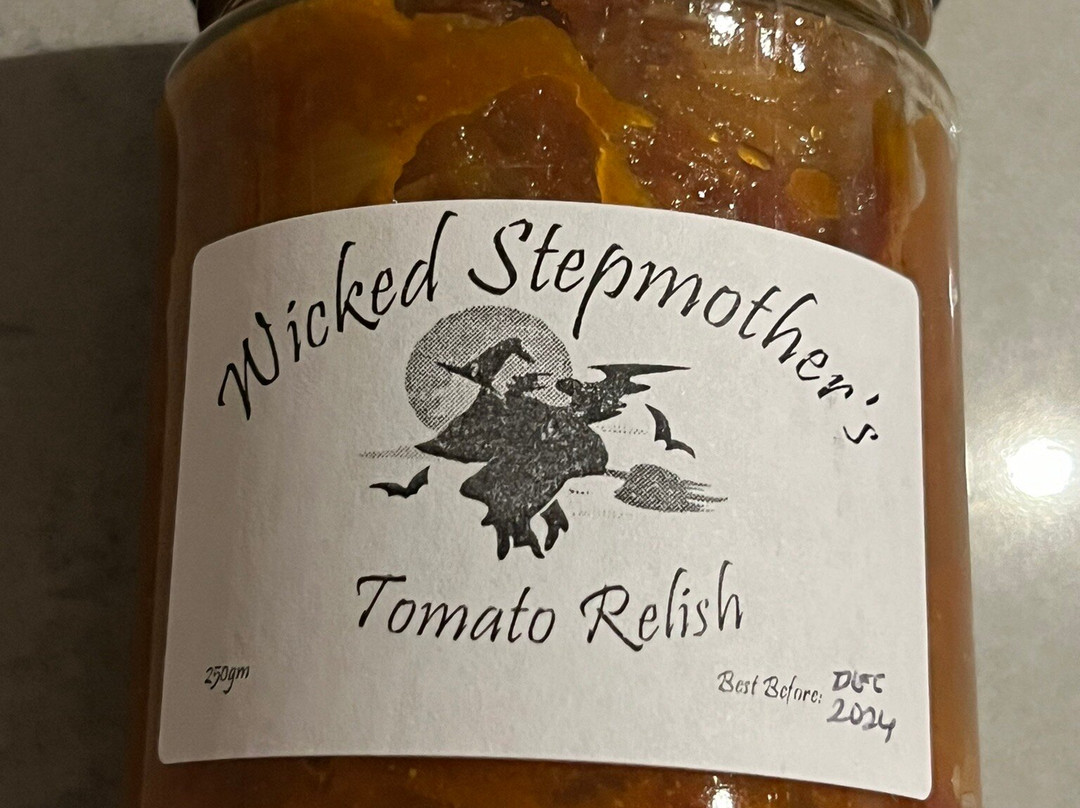 Wicked Stepmother's
Tomato Relish
250gm
Best Before: DEC
2024